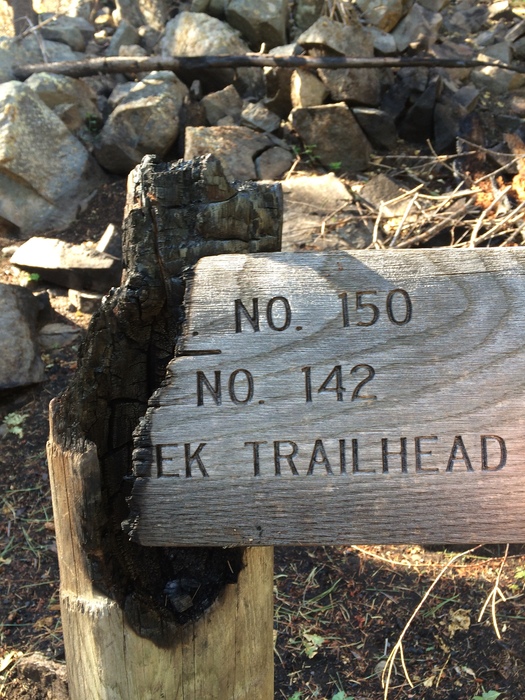 . NO. 150
NO. 142
EK TRAILHEAD